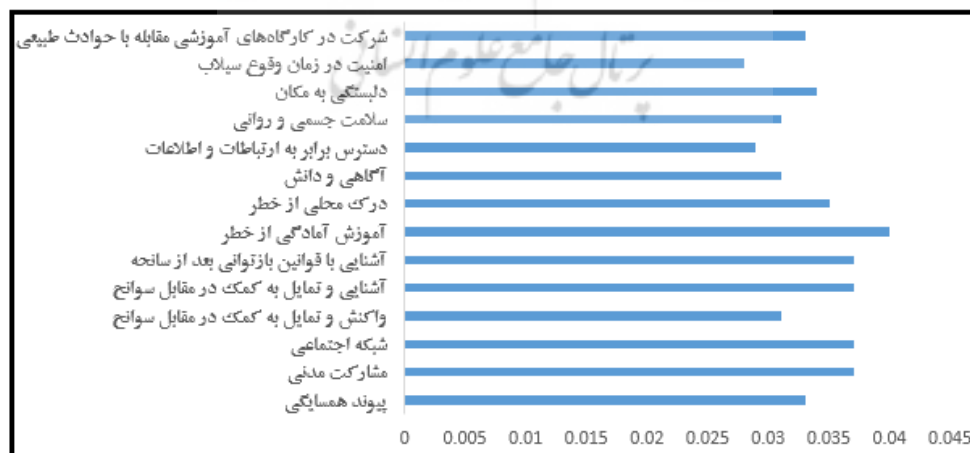 پرتال جامع علوم انسانی
شرکت در کارگاه‌های آموزشی مقابله با حوادث طبیعی
امنیت در زمان وقوع سیلاب
دلبستگی به مکان
سلامت جسمی و روانی
دسترس برابر به ارتباطات و اطلاعات
آگاهی و دانش
درک محلی از خطر
آموزش آمادگی از خطر
آشنایی با قوانین بازتوانی بعد از سانحه
آشنایی و تمایل به کمک در مقابل سوانح
واکنش و تمایل به کمک در مقابل سوانح
شبکه اجتماعی
مشارکت مدنی
پیوند همسایگی
0 0.005 0.01 0.015 0.02 0.025 0.03 0.035 0.04 0.045